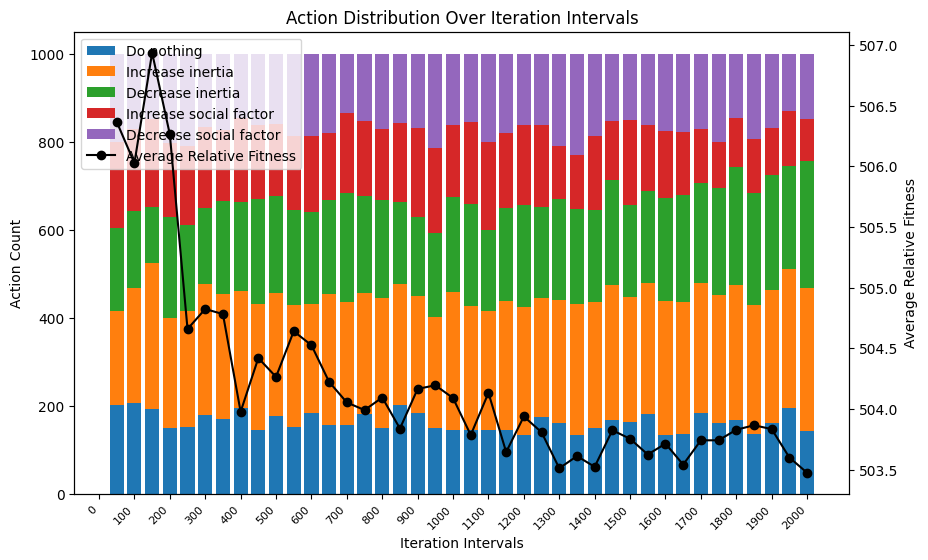 Action Distribution Over Iteration Intervals
Do nothing
Increase inertia
Decrease inertia
Increase social factor
Decrease social factor
Average Relative Fitness
1000
800
600
400
200
0
Action Count
507.0
506.5
506.0
505.5
505.0
504.5
504.0
503.5
Average Relative Fitness
0 100 200 300 400 500 600 700 800 900 1000 1100 1200 1300 1400 1500 1600 1700 1800 1900 2000
Iteration Intervals